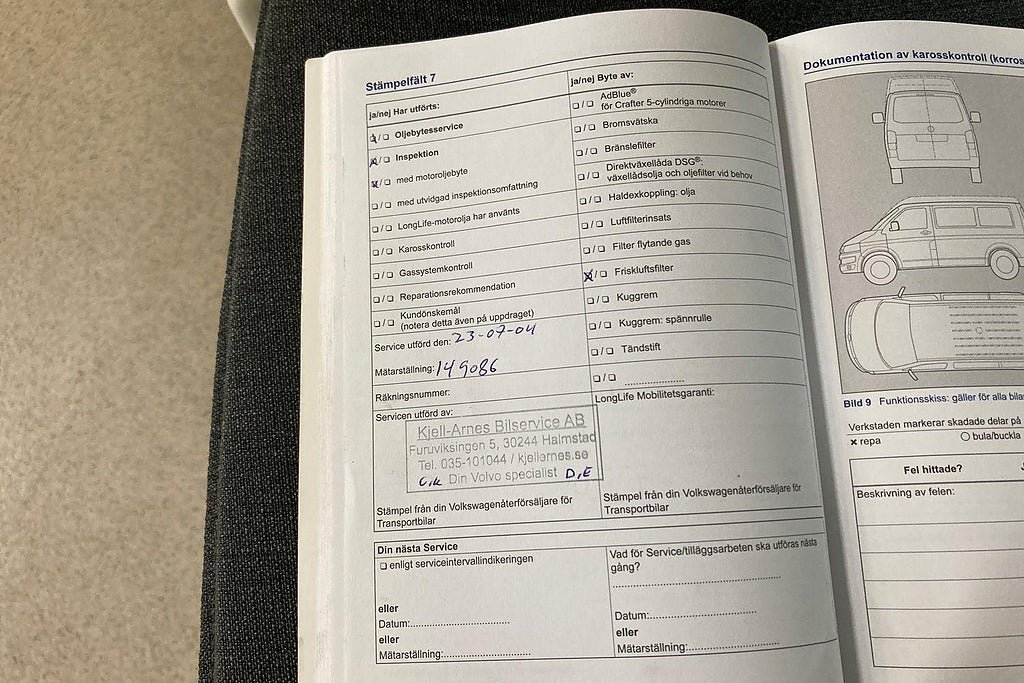 Stämpelfält 7
ja/nej Har utförts:
☒/☐ Oljebytesservice
☒/☐ Inspektion
☒/☐ med motoroljebyte
☐/☐ med utvidgad inspektionsomfattning
☐/☐ LongLife-motorolja har använts
☐/☐ Karosskontroll
☐/☐ Gassystemkontroll
☐/☐ Reparationsrekommendation
☐/☐ Kundönskemål
(notera detta även på uppdraget)
Service utförd den: 23-07-04
Mätarställning: 149086
Räkningsnummer:
Servicen utförd av:
Kjell-Arnes Bilservice AB
Furuviksingen 5, 30244 Halmstad
Tel. 035-101044 / kjellarnes.se
C,K Din Volvo specialist D,E
Stämpel från din Volkswagenåterförsäljare för
Transportbilar
ja/nej Byte av:
☐/☐ AdBlue®
för Crafter 5-cylindriga motorer
☐/☐ Bromsvätska
☐/☐ Bränslefilter
☐/☐ Direktväxellåda DSG®:
växellådsolja och oljefilter vid behov
☐/☐ Haldexkoppling: olja
☐/☐ Luftfilterinsats
☐/☐ Filter flytande gas
☒/☐ Friskluftsfilter
☐/☐ Kuggrem
☐/☐ Kuggrem: spännrulle
☐/☐ Tändstift
☐/☐ ....................
LongLife Mobilitetsgaranti:
Stämpel från din Volkswagenåterförsäljare för
Transportbilar
Din nästa Service
☐ enligt serviceintervallindikeringen
eller
Datum:..............................
eller
Mätarställning:..........................
Vad för Service/tilläggsarbeten ska utföras nästa
gång?
..................................................
Datum:................................
eller
Mätarställning:...........................
Dokumentation av karosskontroll (korros
Bild 9 Funktionsskiss: gäller för alla bila
Verkstaden markerar skadade delar på
× repa ○ bula/buckla
Fel hittade?
Beskrivning av felen: